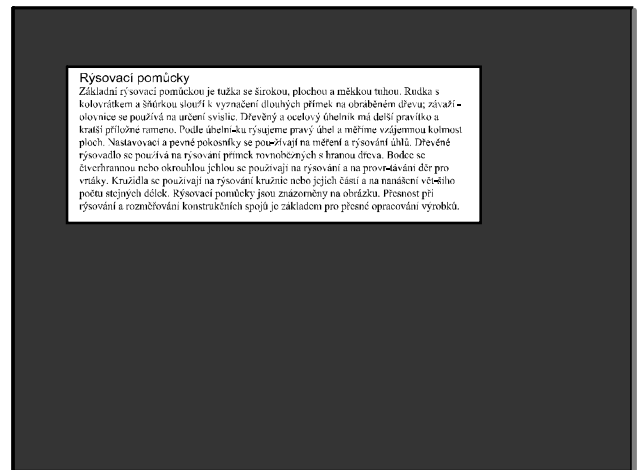 Rýsovací pomůcky
Základní rýsovací pomůckou je tužka se širokou, plochou a měkkou tuhou. Rudka s
kolovrátkem a šňůrkou slouží k vyznačení dlouhých přímek na obráběném dřevu; závaží -
olovnice se používá na určení svislic. Dřevěný a ocelový úhelník má delší pravítko a
kratší příložné rameno. Podle úhelní-ku rýsujeme pravý úhel a měříme vzájemnou kolmost
ploch. Nastavovací a pevné pokosníky se pou-žívají na měření a rýsování úhlů. Dřevěné
rýsovadlo se používá na rýsování přímek rovnoběžných s hranou dřeva. Bodce se
čtverhrannou nebo okrouhlou jehlou se používají na rýsování a na provr-távání děr pro
vrtáky. Kružidla se používají na rýsování kružnic nebo jejich částí a na nanášení vět-šího
počtu stejných délek. Rýsovací pomůcky jsou znázorněny na obrázku. Přesnost při
rýsování a rozměřování konstrukčních spojů je základem pro přesné opracování výrobků.